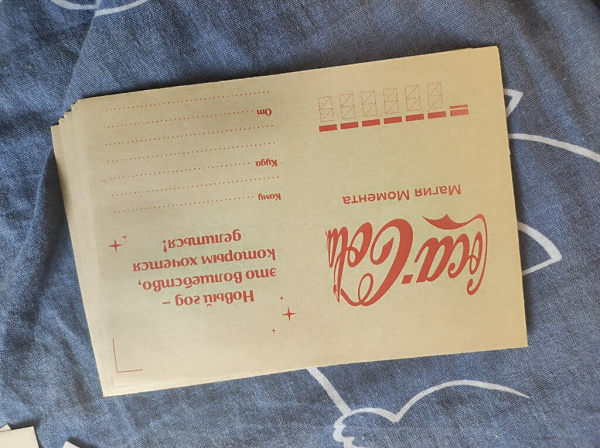 Coca-Cola
Магия Момента
Новый год –
это волшебство,
которым хочется
делиться!
Кому
Куда
От